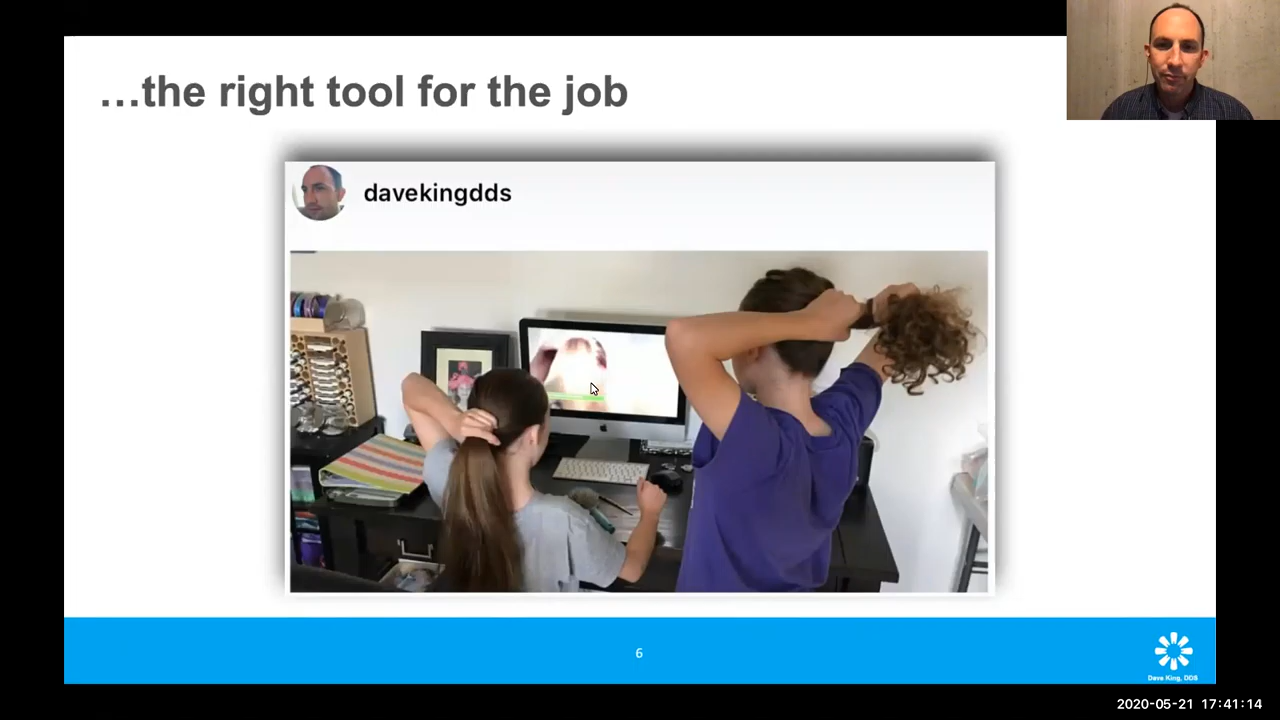 …the right tool for the job
davekingdds
6
Dave King, DDS
2020-05-21 17:41:14